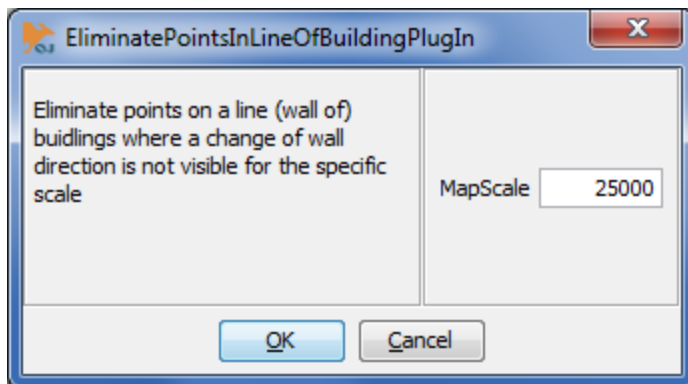 EliminatePointsInLineOfBuildingPlugIn
Eliminate points on a line (wall of)
buidlings where a change of wall
direction is not visible for the specific
scale
MapScale 25000
OK Cancel